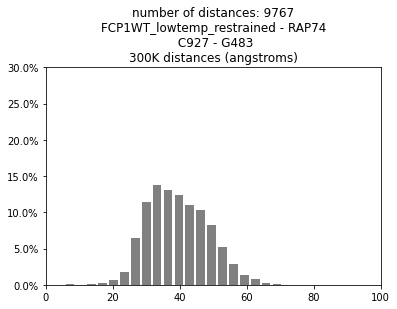 number of distances: 9767
FCP1WT_lowtemp_restrained - RAP74
C927 - G483
300K distances (angstroms)
30.0%
25.0%
20.0%
15.0%
10.0%
5.0%
0.0%
0 20 40 60 80 100